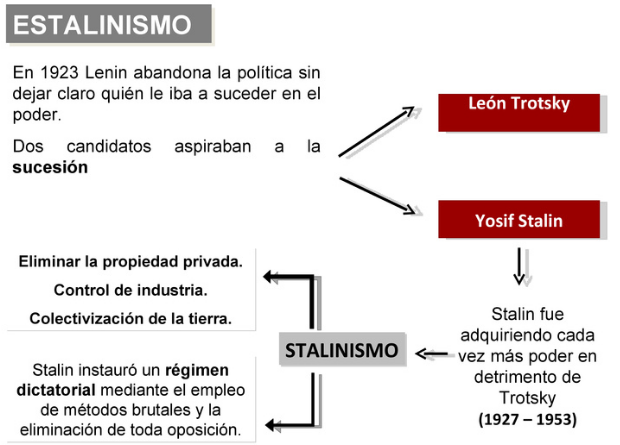 ESTALINISMO
En 1923 Lenin abandona la política sin
dejar claro quién le iba a suceder en el
poder.
Dos candidatos aspiraban a la
sucesión
León Trotsky
Yosif Stalin
Stalin fue
adquiriendo cada
vez más poder en
detrimento de
Trotsky
(1927 – 1953)
STALINISMO
Eliminar la propiedad privada.
Control de industria.
Colectivización de la tierra.
Stalin instauró un régimen
dictatorial mediante el empleo
de métodos brutales y la
eliminación de toda oposición.